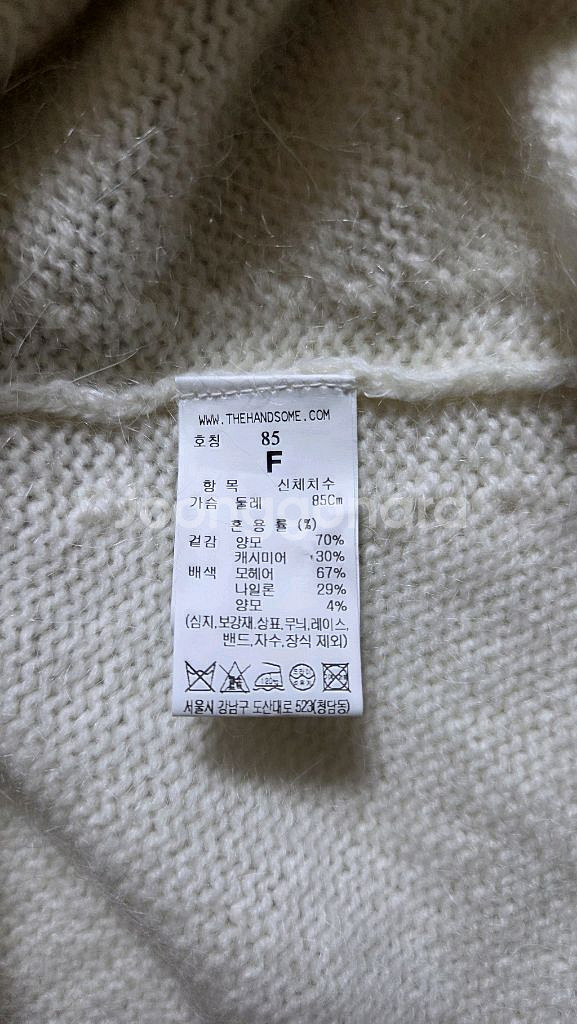 WWW.THEHANDSOME.COM
호칭 85
F
항 목 신체치수
가슴 둘레 85Cm
혼 용 률 (%)
겉감 양모 70%
캐시미어 30%
배색 모헤어 67%
나일론 29%
양모 4%
(심지,보강재,상표,무늬,레이스,
밴드,자수,장식 제외)
서울시 강남구 도산대로 523(청담동)